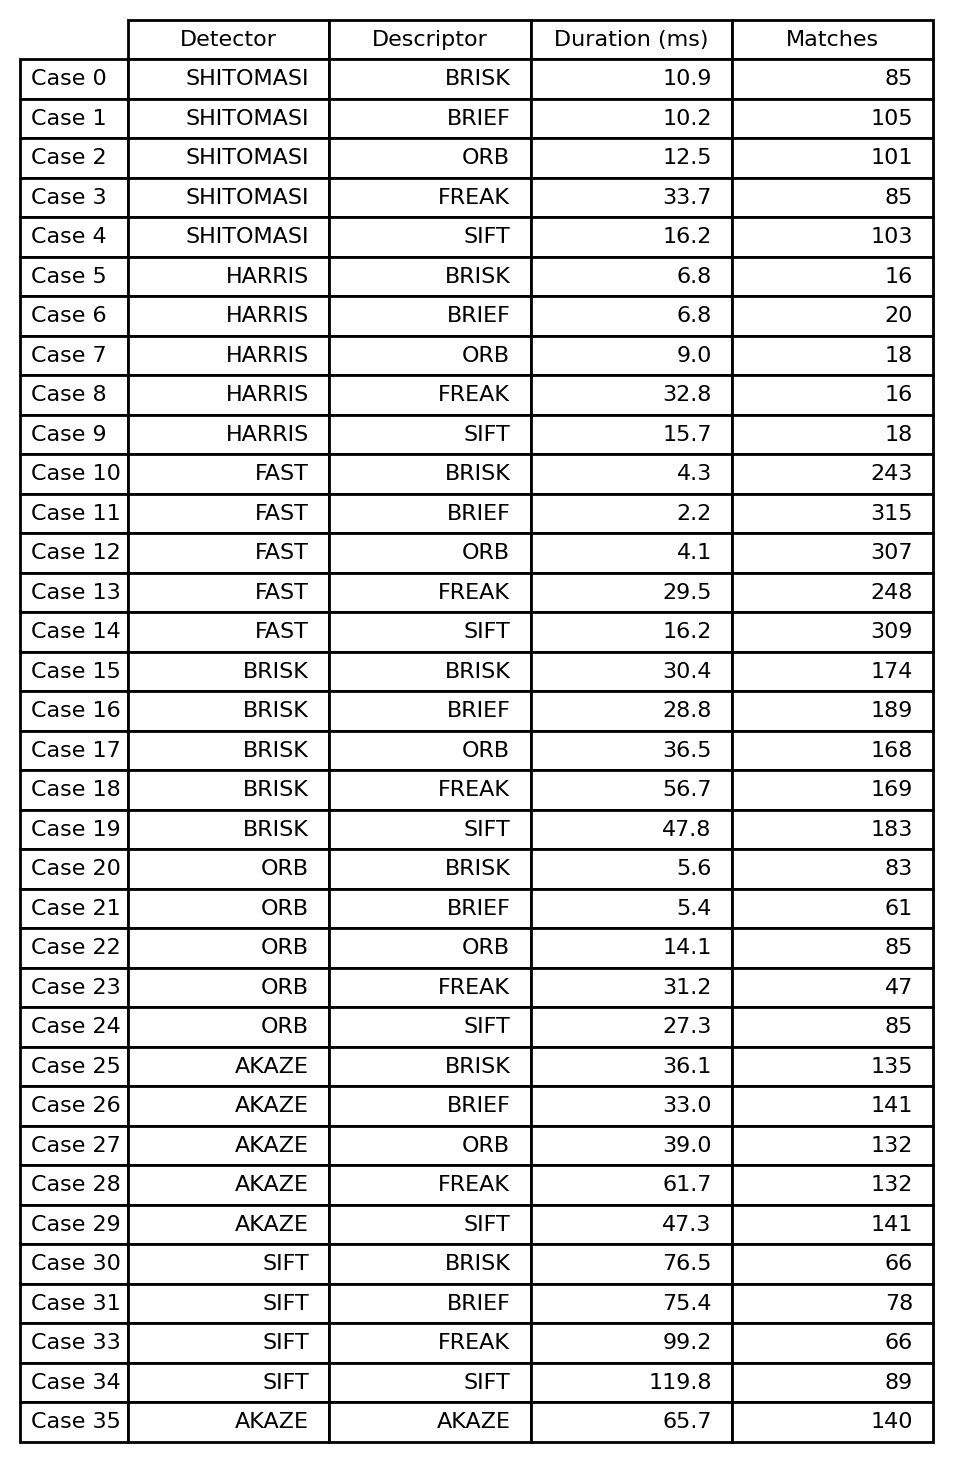 Detector Descriptor Duration (ms) Matches
Case 0 SHITOMASI BRISK 10.9 85
Case 1 SHITOMASI BRIEF 10.2 105
Case 2 SHITOMASI ORB 12.5 101
Case 3 SHITOMASI FREAK 33.7 85
Case 4 SHITOMASI SIFT 16.2 103
Case 5 HARRIS BRISK 6.8 16
Case 6 HARRIS BRIEF 6.8 20
Case 7 HARRIS ORB 9.0 18
Case 8 HARRIS FREAK 32.8 16
Case 9 HARRIS SIFT 15.7 18
Case 10 FAST BRISK 4.3 243
Case 11 FAST BRIEF 2.2 315
Case 12 FAST ORB 4.1 307
Case 13 FAST FREAK 29.5 248
Case 14 FAST SIFT 16.2 309
Case 15 BRISK BRISK 30.4 174
Case 16 BRISK BRIEF 28.8 189
Case 17 BRISK ORB 36.5 168
Case 18 BRISK FREAK 56.7 169
Case 19 BRISK SIFT 47.8 183
Case 20 ORB BRISK 5.6 83
Case 21 ORB BRIEF 5.4 61
Case 22 ORB ORB 14.1 85
Case 23 ORB FREAK 31.2 47
Case 24 ORB SIFT 27.3 85
Case 25 AKAZE BRISK 36.1 135
Case 26 AKAZE BRIEF 33.0 141
Case 27 AKAZE ORB 39.0 132
Case 28 AKAZE FREAK 61.7 132
Case 29 AKAZE SIFT 47.3 141
Case 30 SIFT BRISK 76.5 66
Case 31 SIFT BRIEF 75.4 78
Case 33 SIFT FREAK 99.2 66
Case 34 SIFT SIFT 119.8 89
Case 35 AKAZE AKAZE 65.7 140